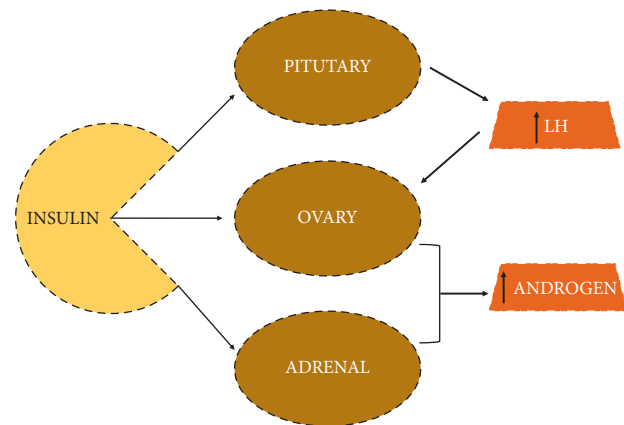 PITUTARY
LH
INSULIN
OVARY
ANDROGEN
ADRENAL